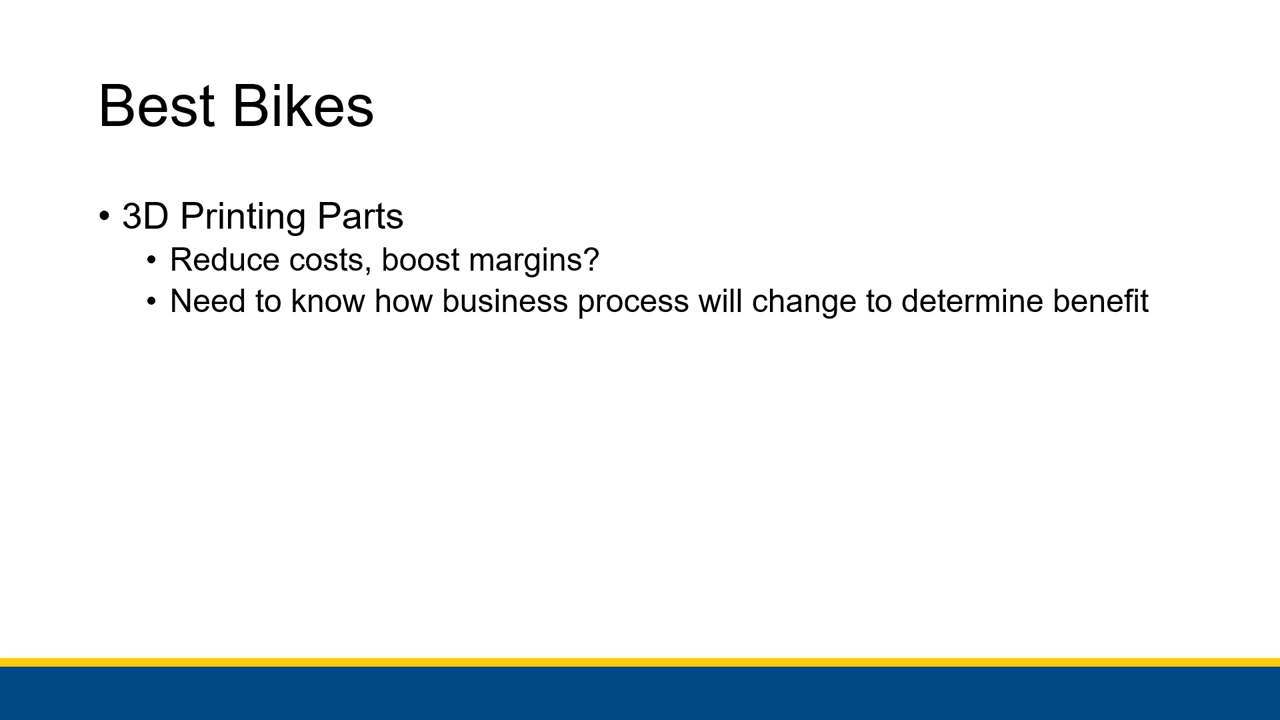 Best Bikes
• 3D Printing Parts
• Reduce costs, boost margins?
• Need to know how business process will change to determine benefit